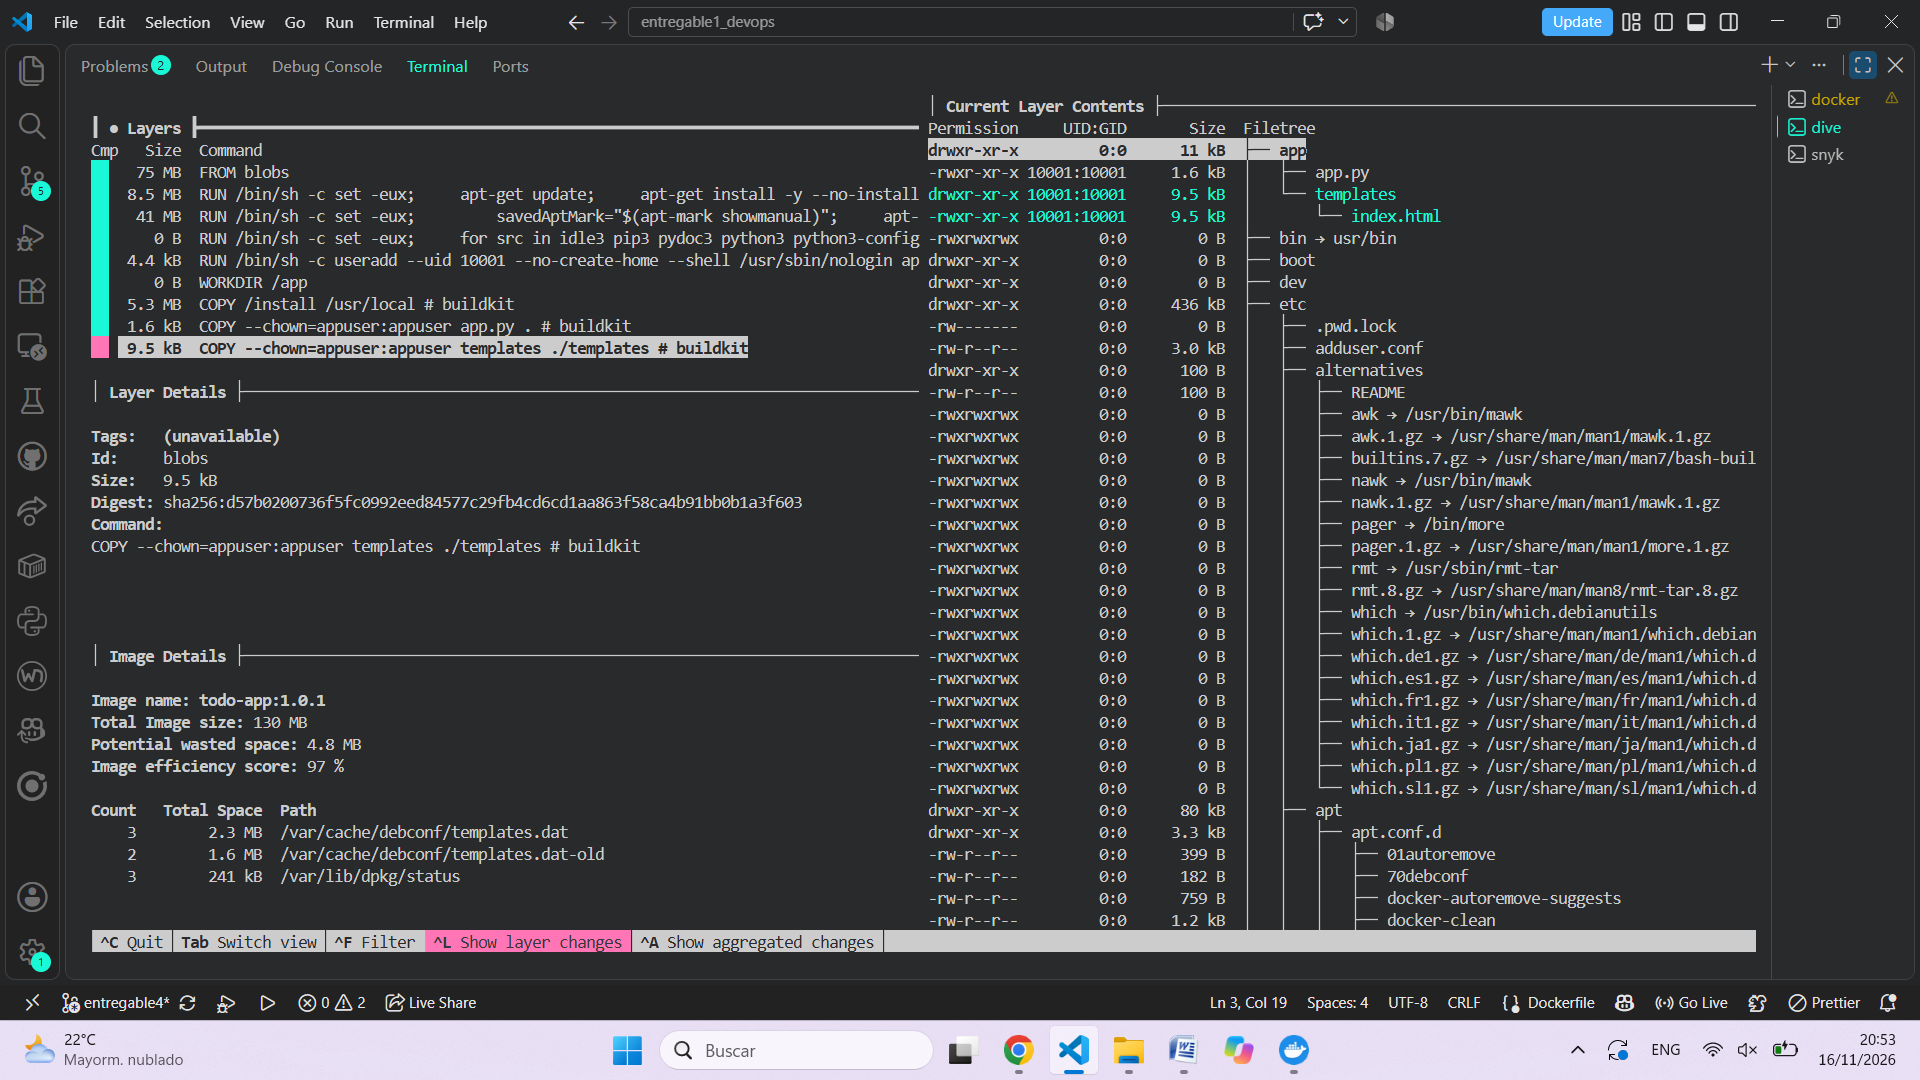 File Edit Selection View Go Run Terminal Help
entregable1_devops
Update
Problems 2 Output Debug Console Terminal Ports
docker
dive
snyk
5
1
● Layers
Cmp Size Command
75 MB FROM blobs
8.5 MB RUN /bin/sh -c set -eux; apt-get update; apt-get install -y --no-install
41 MB RUN /bin/sh -c set -eux; savedAptMark="$(apt-mark showmanual)"; apt-
0 B RUN /bin/sh -c set -eux; for src in idle3 pip3 pydoc3 python3 python3-config
4.4 kB RUN /bin/sh -c useradd --uid 10001 --no-create-home --shell /usr/sbin/nologin ap
0 B WORKDIR /app
5.3 MB COPY /install /usr/local # buildkit
1.6 kB COPY --chown=appuser:appuser app.py . # buildkit
9.5 kB COPY --chown=appuser:appuser templates ./templates # buildkit
Layer Details
Tags: (unavailable)
Id: blobs
Size: 9.5 kB
Digest: sha256:d57b0200736f5fc0992eed84577c29fb4cd6cd1aa863f58ca4b91bb0b1a3f603
Command:
COPY --chown=appuser:appuser templates ./templates # buildkit
Image Details
Image name: todo-app:1.0.1
Total Image size: 130 MB
Potential wasted space: 4.8 MB
Image efficiency score: 97 %
Count Total Space Path
3 2.3 MB /var/cache/debconf/templates.dat
2 1.6 MB /var/cache/debconf/templates.dat-old
3 241 kB /var/lib/dpkg/status
Current Layer Contents
Permission UID:GID Size Filetree
drwxr-xr-x 0:0 11 kB ├── app
-rwxr-xr-x 10001:10001 1.6 kB │ ├── app.py
drwxr-xr-x 10001:10001 9.5 kB │ └── templates
-rwxr-xr-x 10001:10001 9.5 kB │ └── index.html
-rwxrwxrwx 0:0 0 B ├── bin → usr/bin
drwxr-xr-x 0:0 0 B ├── boot
drwxr-xr-x 0:0 0 B ├── dev
drwxr-xr-x 0:0 436 kB ├── etc
-rw------- 0:0 0 B │ ├── .pwd.lock
-rw-r--r-- 0:0 3.0 kB │ ├── adduser.conf
drwxr-xr-x 0:0 100 B │ ├── alternatives
-rw-r--r-- 0:0 100 B │ │ ├── README
-rwxrwxrwx 0:0 0 B │ │ ├── awk → /usr/bin/mawk
-rwxrwxrwx 0:0 0 B │ │ ├── awk.1.gz → /usr/share/man/man1/mawk.1.gz
-rwxrwxrwx 0:0 0 B │ │ ├── builtins.7.gz → /usr/share/man/man7/bash-buil
-rwxrwxrwx 0:0 0 B │ │ ├── nawk → /usr/bin/mawk
-rwxrwxrwx 0:0 0 B │ │ ├── nawk.1.gz → /usr/share/man/man1/mawk.1.gz
-rwxrwxrwx 0:0 0 B │ │ ├── pager → /bin/more
-rwxrwxrwx 0:0 0 B │ │ ├── pager.1.gz → /usr/share/man/man1/more.1.gz
-rwxrwxrwx 0:0 0 B │ │ ├── rmt → /usr/sbin/rmt-tar
-rwxrwxrwx 0:0 0 B │ │ ├── rmt.8.gz → /usr/share/man/man8/rmt-tar.8.gz
-rwxrwxrwx 0:0 0 B │ │ ├── which → /usr/bin/which.debianutils
-rwxrwxrwx 0:0 0 B │ │ ├── which.1.gz → /usr/share/man/man1/which.debian
-rwxrwxrwx 0:0 0 B │ │ ├── which.de1.gz → /usr/share/man/de/man1/which.d
-rwxrwxrwx 0:0 0 B │ │ ├── which.es1.gz → /usr/share/man/es/man1/which.d
-rwxrwxrwx 0:0 0 B │ │ ├── which.fr1.gz → /usr/share/man/fr/man1/which.d
-rwxrwxrwx 0:0 0 B │ │ ├── which.it1.gz → /usr/share/man/it/man1/which.d
-rwxrwxrwx 0:0 0 B │ │ ├── which.ja1.gz → /usr/share/man/ja/man1/which.d
-rwxrwxrwx 0:0 0 B │ │ ├── which.pl1.gz → /usr/share/man/pl/man1/which.d
-rwxrwxrwx 0:0 0 B │ │ └── which.sl1.gz → /usr/share/man/sl/man1/which.d
drwxr-xr-x 0:0 80 kB │ ├── apt
drwxr-xr-x 0:0 3.3 kB │ │ ├── apt.conf.d
-rw-r--r-- 0:0 399 B │ │ │ ├── 01autoremove
-rw-r--r-- 0:0 182 B │ │ │ ├── 70debconf
-rw-r--r-- 0:0 759 B │ │ │ ├── docker-autoremove-suggests
-rw-r--r-- 0:0 1.2 kB │ │ │ ├── docker-clean
^C Quit Tab Switch view ^F Filter ^L Show layer changes ^A Show aggregated changes
entregable4* 0 2 Live Share Ln 3, Col 19 Spaces: 4 UTF-8 CRLF Dockerfile Go Live Prettier
22°C
Mayorm. nublado
Buscar
ENG
20:53
16/11/2026